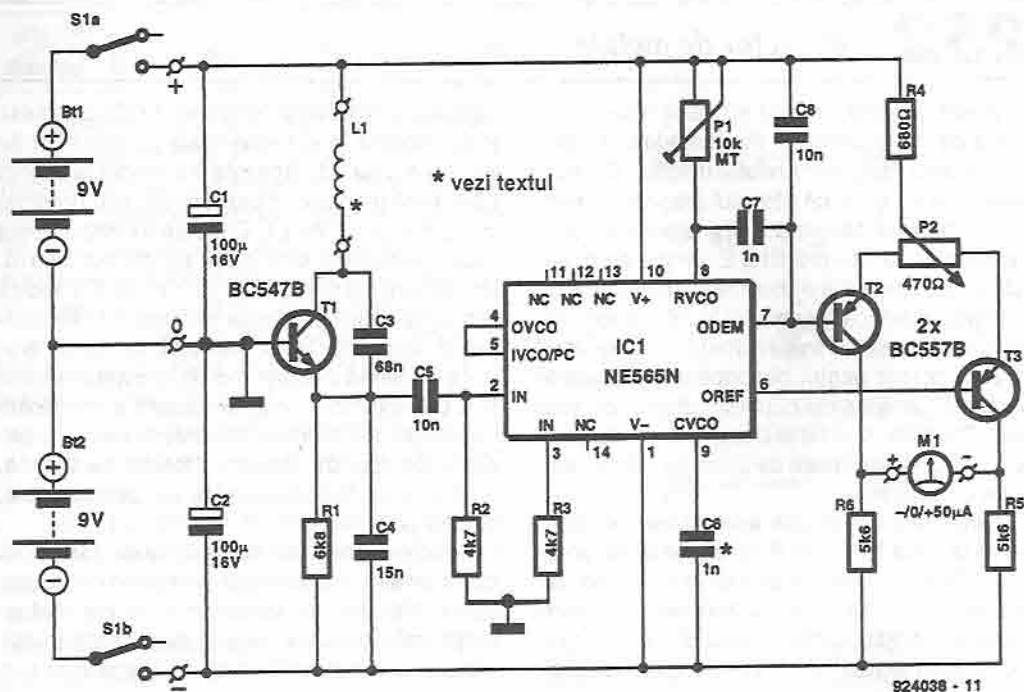 S1a
+
Bt1
+
9V
−
C1
100µ
16V
L1
* vezi textul
*
BC547B
T1
0
C3
68n
C5
10n
P1
10k
MT
C7
1n
C6
10n
R4
680Ω
P2
470Ω
T2
2x
BC557B
T3
11 12 13 10 8
NC NC NC V+ RVCO
4 OVCO
5 IVCO/PC
2 IN
IC1
NE565N
ODEM 7
OREF 6
IN NC V− CVCO
3 14 1 9
M1
+ −
−/0/+50µA
Bt2
+
9V
−
C2
100µ
16V
R1
6k8
C4
15n
R2
4k7
R3
4k7
C8
*
1n
R6
5k6
R5
5k6
S1b
−
924038 - 11